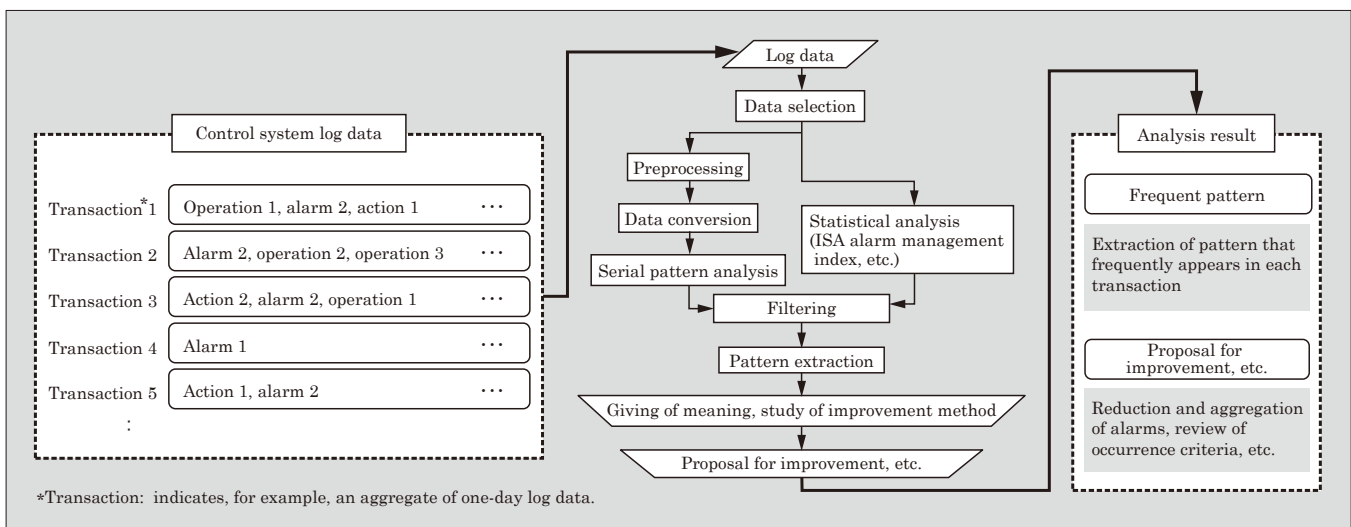 Control system log data
Transaction*1
Operation 1, alarm 2, action 1 ···
Transaction 2
Alarm 2, operation 2, operation 3 ···
Transaction 3
Action 2, alarm 2, operation 1 ···
Transaction 4
Alarm 1 ···
Transaction 5
Action 1, alarm 2 ···
:
*Transaction: indicates, for example, an aggregate of one-day log data.
Log data
Data selection
Preprocessing
Data conversion
Serial pattern analysis
Statistical analysis
(ISA alarm management
index, etc.)
Filtering
Pattern extraction
Giving of meaning, study of improvement method
Proposal for improvement, etc.
Analysis result
Frequent pattern
Extraction of pattern that
frequently appears in each
transaction
Proposal for
improvement, etc.
Reduction and aggregation
of alarms, review of
occurrence criteria, etc.